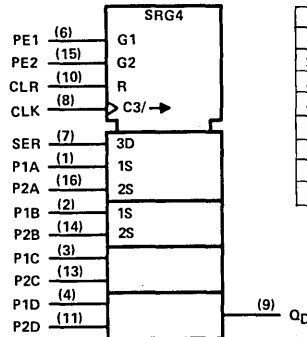 SRG4
PE1 (6) G1
PE2 (15) G2
CLR (10) R
CLK (8) C3/→
SER (7) 3D
P1A (1) 1S
P2A (16) 2S
P1B (2) 1S
P2B (14) 2S
P1C (3)
P2C (13)
P1D (4)
(9) QD
P2D (11)